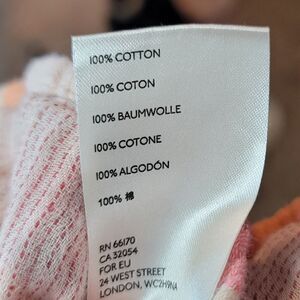 100% COTTON
100% COTON
100% BAUMWOLLE
100% COTONE
100% ALGODÓN
100% 棉
RN 66170
CA 32054
FOR EU
24 WEST STREET
LONDON, WC2H9NA